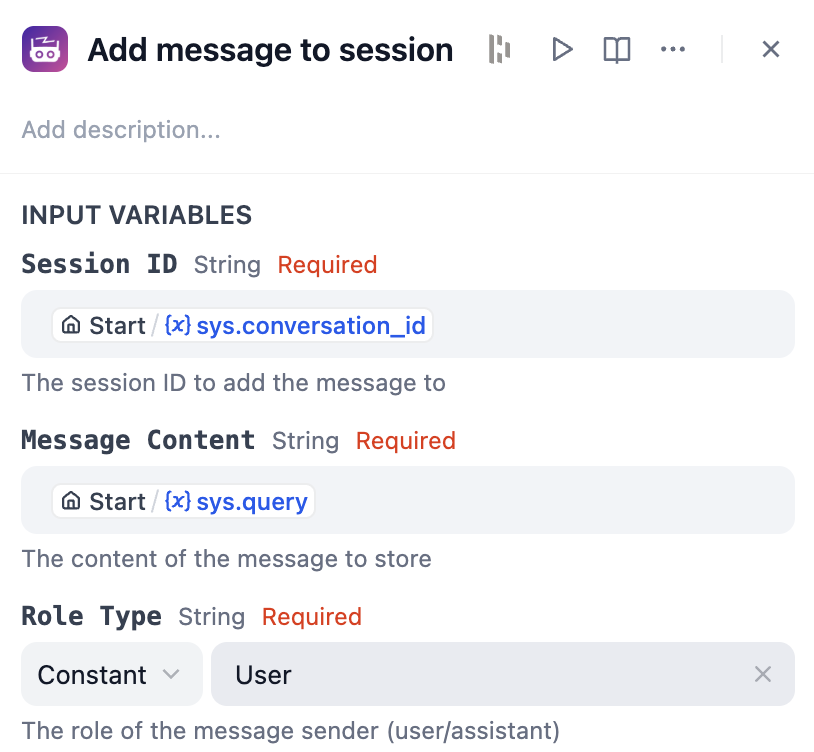 Add message to session
Add description...
INPUT VARIABLES
Session ID String Required
Start / {x} sys.conversation_id
The session ID to add the message to
Message Content String Required
Start / {x} sys.query
The content of the message to store
Role Type String Required
Constant User
The role of the message sender (user/assistant)